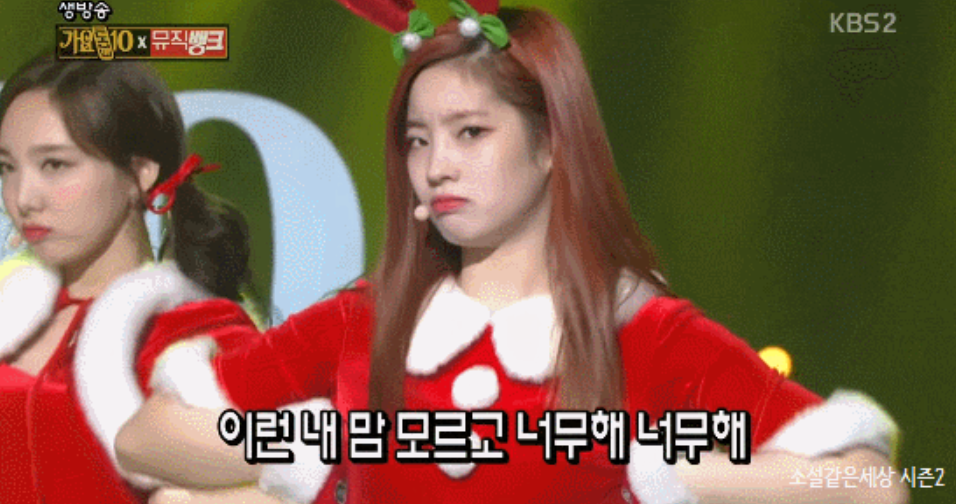 생방송
가요톱10 x 뮤직뱅크
KBS2
이런 내 맘 모르고 너무해 너무해
소설같은세상 시즌2